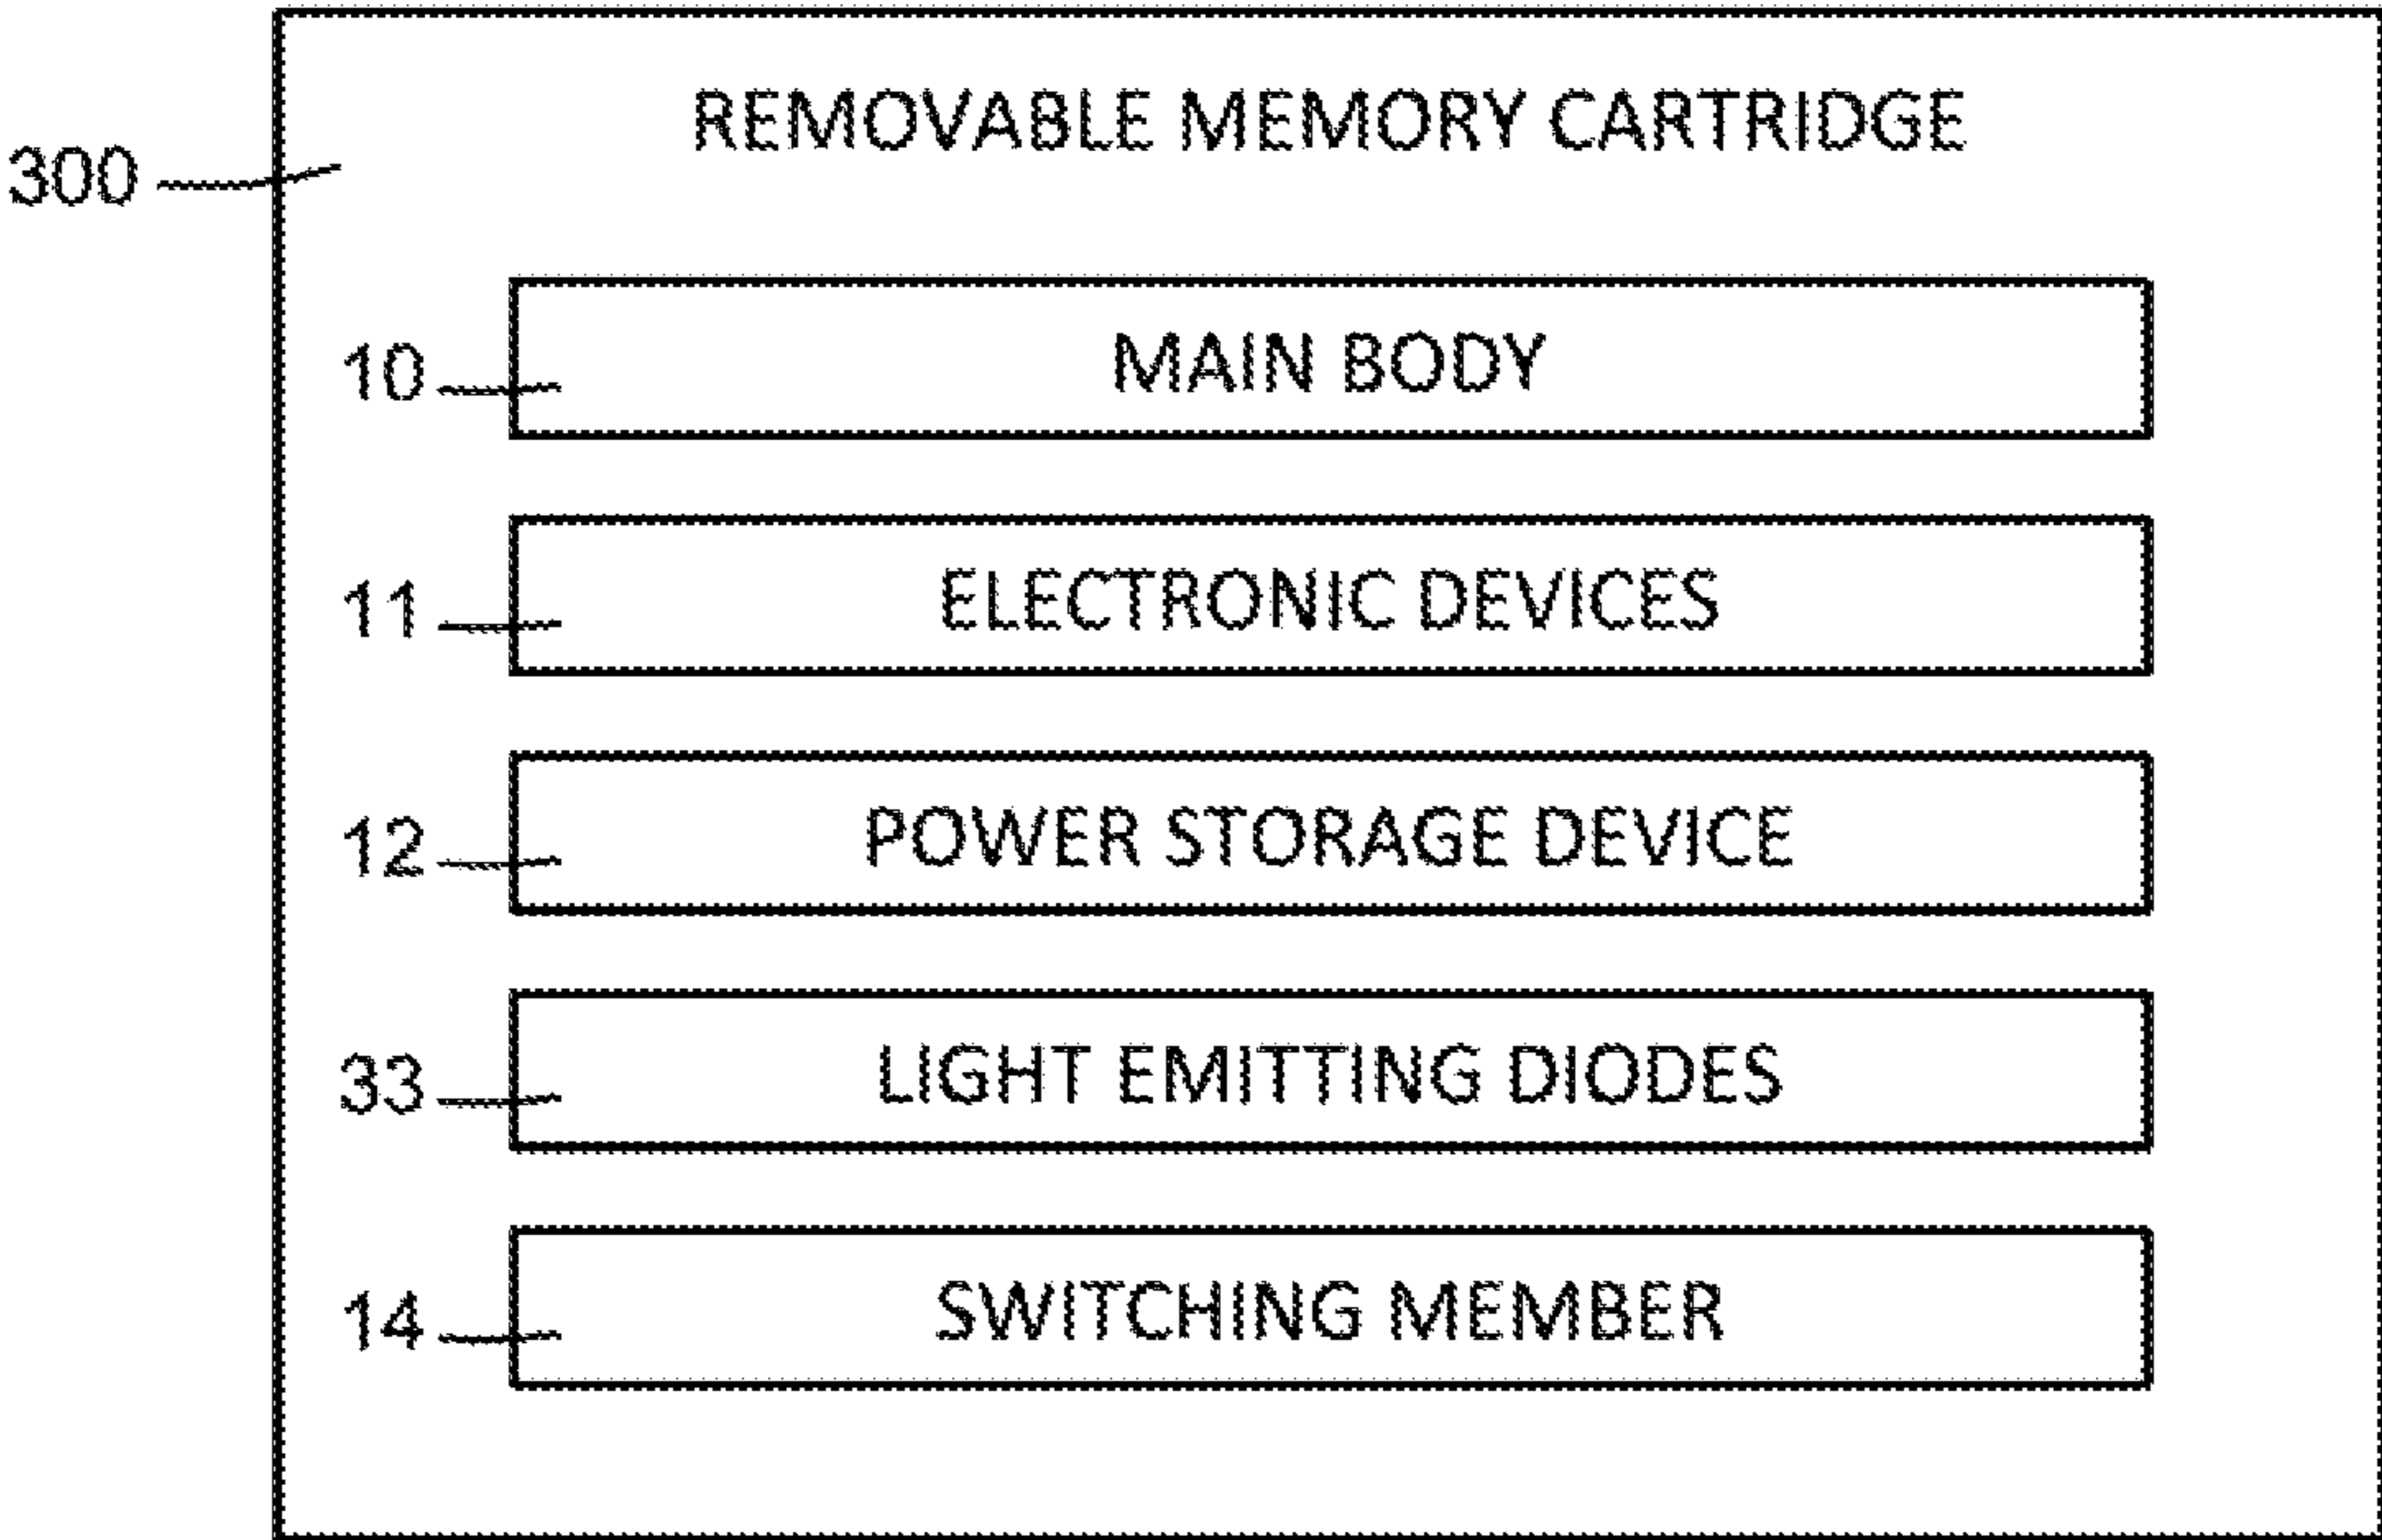 REMOVABLE MEMORY CARTRIDGE
300
10 MAIN BODY
11 ELECTRONIC DEVICES
12 POWER STORAGE DEVICE
33 LIGHT EMITTING DIODES
14 SWITCHING MEMBER